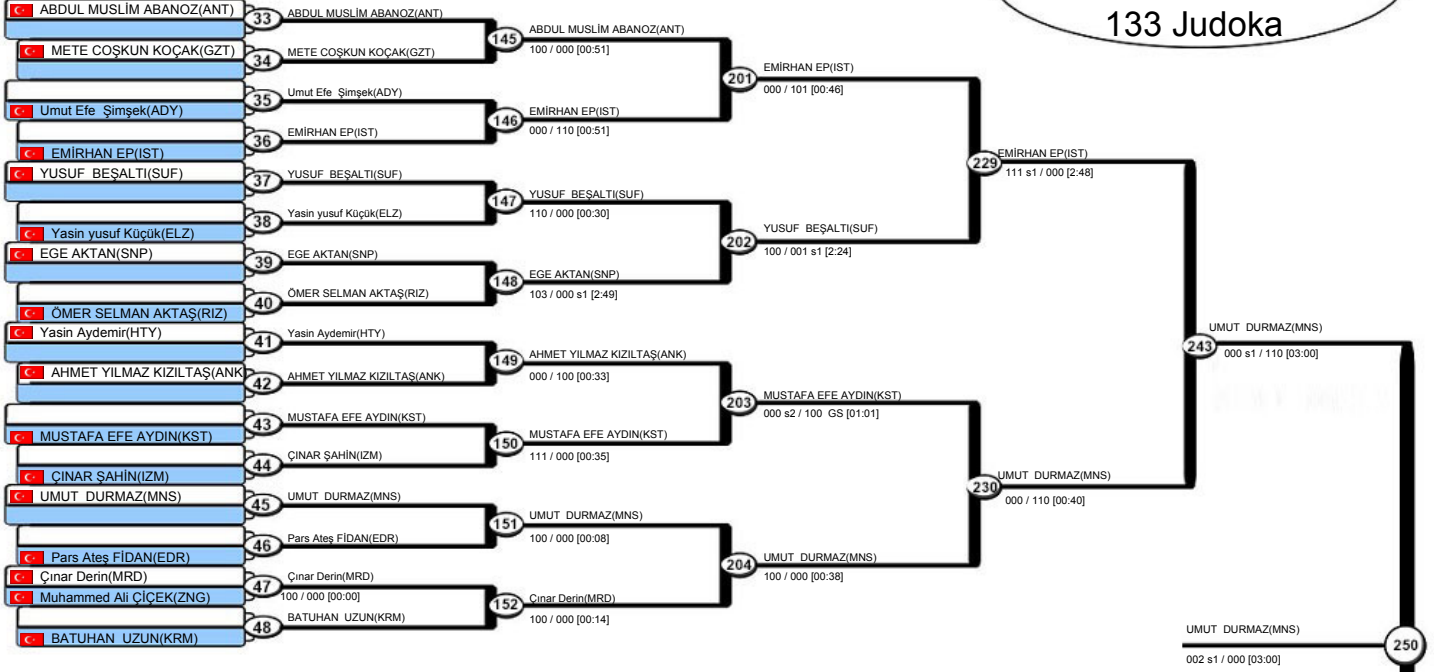 133 Judoka
ABDUL MUSLİM ABANOZ(ANT)
33
METE COŞKUN KOÇAK(GZT)
34
Umut Efe Şimşek(ADY)
35
EMİRHAN EP(IST)
36
YUSUF BEŞALTI(SUF)
37
Yasin yusuf Küçük(ELZ)
38
EGE AKTAN(SNP)
39
ÖMER SELMAN AKTAŞ(RIZ)
40
Yasin Aydemir(HTY)
41
AHMET YILMAZ KIZILTAŞ(ANK
42
MUSTAFA EFE AYDIN(KST)
43
ÇINAR ŞAHİN(IZM)
44
UMUT DURMAZ(MNS)
45
Pars Ateş FİDAN(EDR)
46
Çınar Derin(MRD)
47
Muhammed Ali ÇİÇEK(ZNG)
BATUHAN UZUN(KRM)
48
ABDUL MUSLİM ABANOZ(ANT)
145
METE COŞKUN KOÇAK(GZT)
Umut Efe Şimşek(ADY)
146
EMİRHAN EP(IST)
YUSUF BEŞALTI(SUF)
147
Yasin yusuf Küçük(ELZ)
EGE AKTAN(SNP)
148
ÖMER SELMAN AKTAŞ(RIZ)
Yasin Aydemir(HTY)
149
AHMET YILMAZ KIZILTAŞ(ANK)
MUSTAFA EFE AYDIN(KST)
150
ÇINAR ŞAHİN(IZM)
UMUT DURMAZ(MNS)
151
Pars Ateş FİDAN(EDR)
Çınar Derin(MRD)
100 / 000 [00:00]
152
BATUHAN UZUN(KRM)
ABDUL MUSLİM ABANOZ(ANT)
100 / 000 [00:51]
201
EMİRHAN EP(IST)
000 / 110 [00:51]
YUSUF BEŞALTI(SUF)
110 / 000 [00:30]
202
EGE AKTAN(SNP)
103 / 000 s1 [2:49]
AHMET YILMAZ KIZILTAŞ(ANK)
000 / 100 [00:33]
203
MUSTAFA EFE AYDIN(KST)
111 / 000 [00:35]
UMUT DURMAZ(MNS)
100 / 000 [00:08]
204
Çınar Derin(MRD)
100 / 000 [00:14]
EMİRHAN EP(IST)
000 / 101 [00:46]
229
YUSUF BEŞALTI(SUF)
100 / 001 s1 [2:24]
MUSTAFA EFE AYDIN(KST)
000 s2 / 100 GS [01:01]
230
UMUT DURMAZ(MNS)
100 / 000 [00:38]
EMİRHAN EP(IST)
111 s1 / 000 [2:48]
243
UMUT DURMAZ(MNS)
000 / 110 [00:40]
UMUT DURMAZ(MNS)
000 s1 / 110 [03:00]
UMUT DURMAZ(MNS)
250
002 s1 / 000 [03:00]